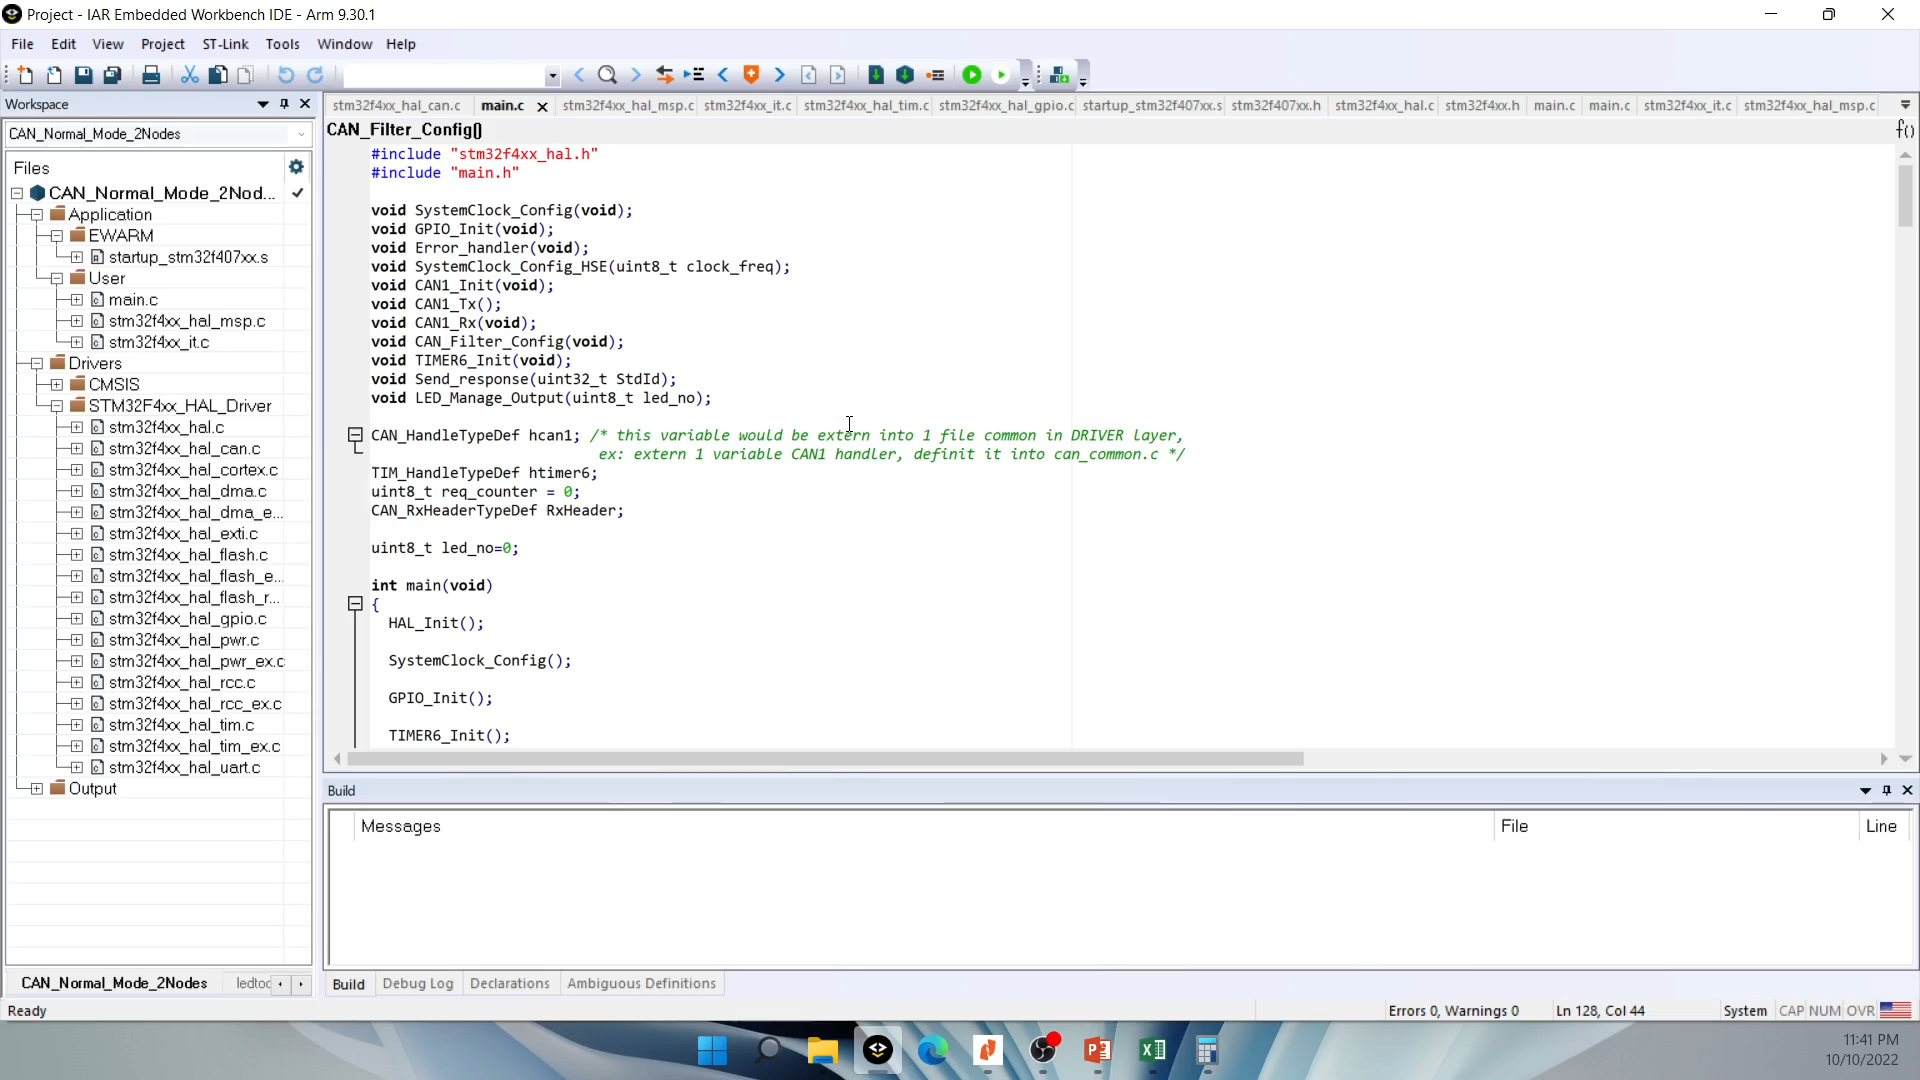 Project - IAR Embedded Workbench IDE - Arm 9.30.1
File Edit View Project ST-Link Tools Window Help
Workspace
CAN_Normal_Mode_2Nodes
Files
CAN_Normal_Mode_2Nod...
Application
EWARM
startup_stm32f407xx.s
User
main.c
stm32f4xx_hal_msp.c
stm32f4xx_it.c
Drivers
CMSIS
STM32F4xx_HAL_Driver
stm32f4xx_hal.c
stm32f4xx_hal_can.c
stm32f4xx_hal_cortex.c
stm32f4xx_hal_dma.c
stm32f4xx_hal_dma_e...
stm32f4xx_hal_exti.c
stm32f4xx_hal_flash.c
stm32f4xx_hal_flash_e...
stm32f4xx_hal_flash_r...
stm32f4xx_hal_gpio.c
stm32f4xx_hal_pwr.c
stm32f4xx_hal_pwr_ex.c
stm32f4xx_hal_rcc.c
stm32f4xx_hal_rcc_ex.c
stm32f4xx_hal_tim.c
stm32f4xx_hal_tim_ex.c
stm32f4xx_hal_uart.c
Output
CAN_Normal_Mode_2Nodes ledtoc
stm32f4xx_hal_can.c main.c stm32f4xx_hal_msp.c stm32f4xx_it.c stm32f4xx_hal_tim.c stm32f4xx_hal_gpio.c startup_stm32f407xx.s stm32f407xx.h stm32f4xx_hal.c stm32f4xx.h main.c main.c stm32f4xx_it.c stm32f4xx_hal_msp.c
CAN_Filter_Config() f()
#include "stm32f4xx_hal.h"
#include "main.h"
void SystemClock_Config(void);
void GPIO_Init(void);
void Error_handler(void);
void SystemClock_Config_HSE(uint8_t clock_freq);
void CAN1_Init(void);
void CAN1_Tx();
void CAN1_Rx(void);
void CAN_Filter_Config(void);
void TIMER6_Init(void);
void Send_response(uint32_t StdId);
void LED_Manage_Output(uint8_t led_no);
CAN_HandleTypeDef hcan1; /* this variable would be extern into 1 file common in DRIVER layer,
ex: extern 1 variable CAN1 handler, definit it into can_common.c */
TIM_HandleTypeDef htimer6;
uint8_t req_counter = 0;
CAN_RxHeaderTypeDef RxHeader;
uint8_t led_no=0;
int main(void)
{
HAL_Init();
SystemClock_Config();
GPIO_Init();
TIMER6_Init();
Build
Messages File Line
Build Debug Log Declarations Ambiguous Definitions
Ready Errors 0, Warnings 0 Ln 128, Col 44 System CAP NUM OVR
11:41 PM
10/10/2022